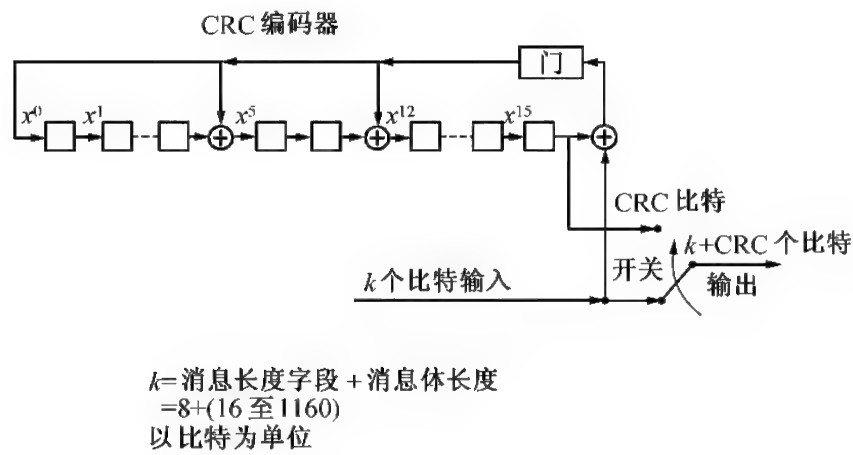 CRC 编码器
门
x⁰ x¹ x⁵ x¹² x¹⁵
CRC 比特
k+CRC 个比特
开关
输出
k个比特输入
k=消息长度字段+消息体长度
=8+(16 至1160)
以比特为单位